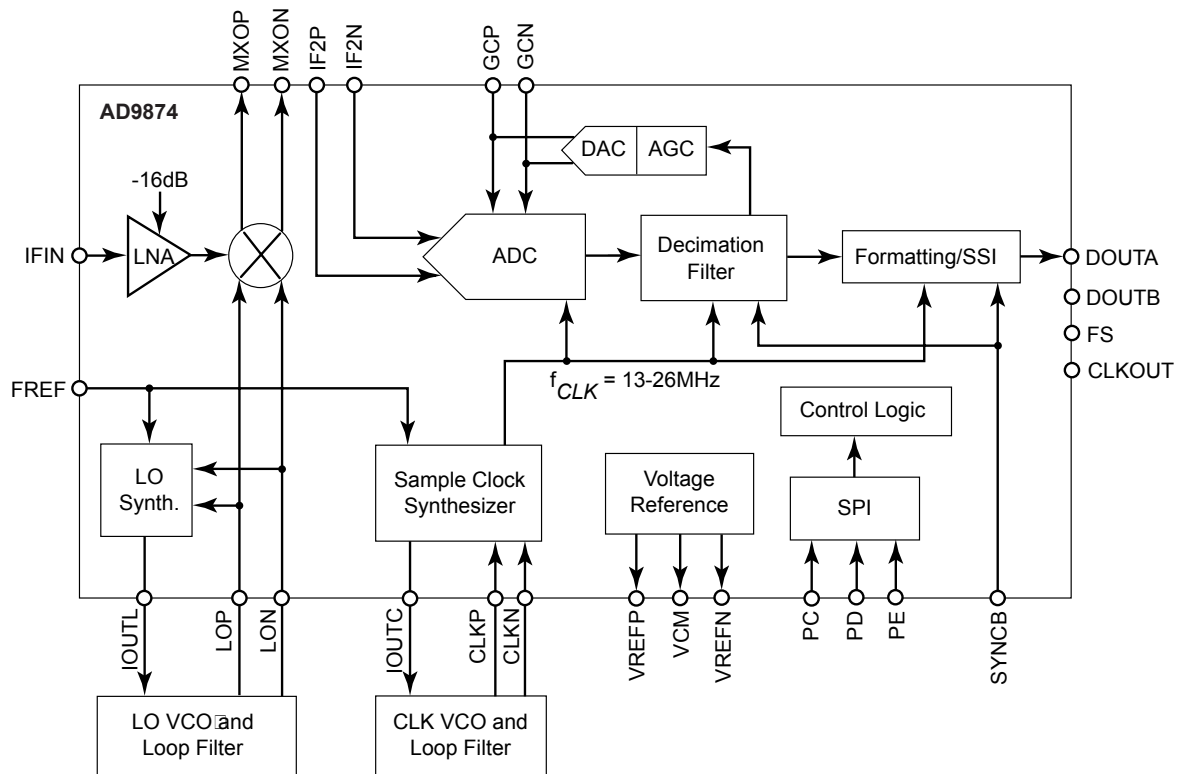 MXOP
MXON
IF2P
IF2N
GCP
GCN
AD9874
DAC
AGC
-16dB
IFIN
LNA
ADC
Decimation
Filter
Formatting/SSI
DOUTA
DOUTB
FS
CLKOUT
FREF
fCLK = 13-26MHz
Control Logic
LO
Synth.
Sample Clock
Synthesizer
Voltage
Reference
SPI
IOUTL
LOP
LON
IOUTC
CLKP
CLKN
VREFP
VCM
VREFN
PC
PD
PE
SYNCB
LO VCO and
Loop Filter
CLK VCO and
Loop Filter